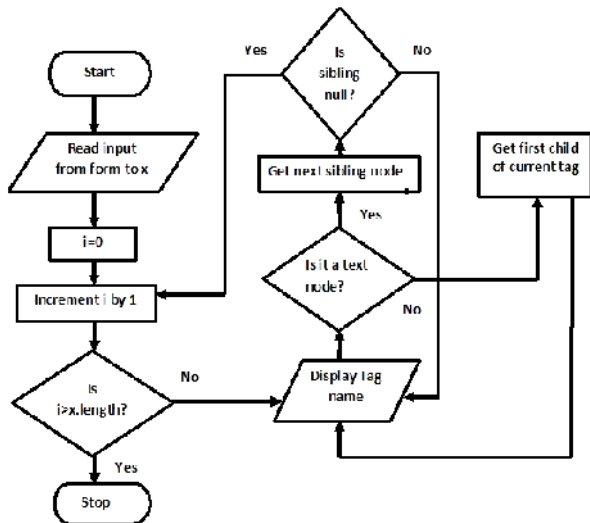 Start
Read input
from form to x
i=0
Increment i by 1
Is
i>x.length?
Yes
Stop
No
Display Tag
name
Is it a text
node?
Yes
No
Get next sibling node
Is
sibling
null?
Yes
No
Get first child
of current tag